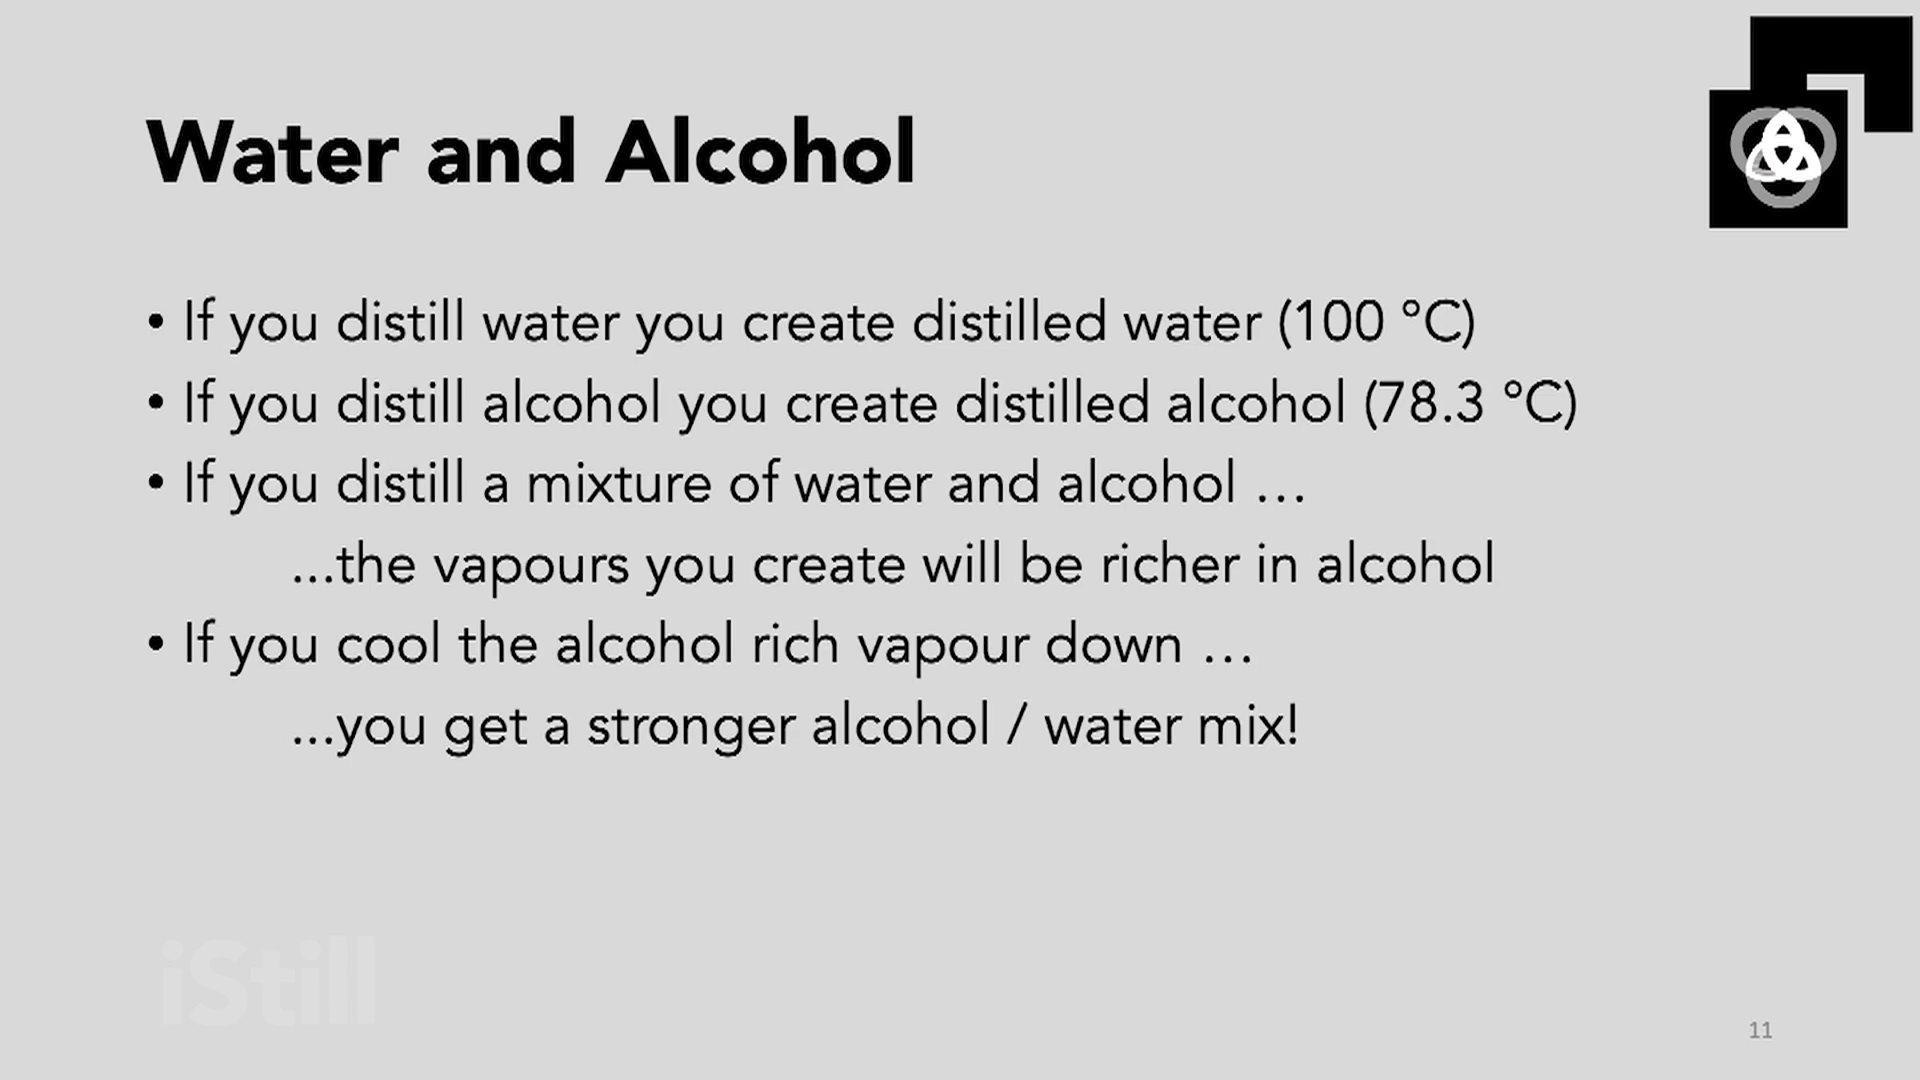 Water and Alcohol
• If you distill water you create distilled water (100 °C)
• If you distill alcohol you create distilled alcohol (78.3 °C)
• If you distill a mixture of water and alcohol …
...the vapours you create will be richer in alcohol
• If you cool the alcohol rich vapour down …
...you get a stronger alcohol / water mix!
iStill
11